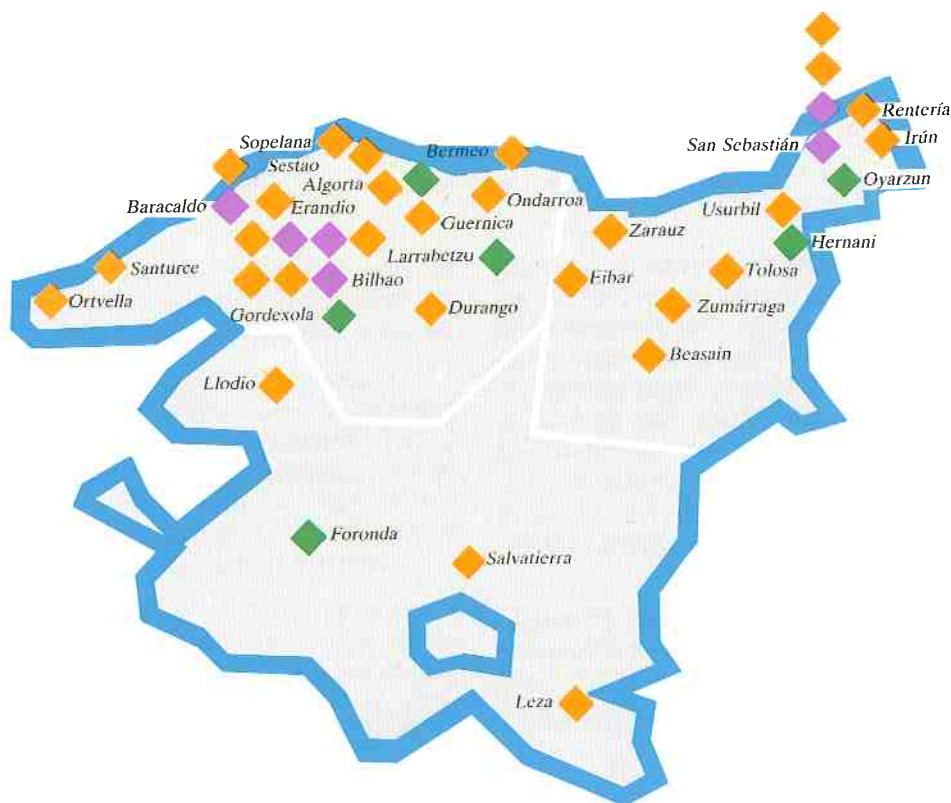 Rentería
Sopelana
Irún
San Sebastián
Bermeo
Sestao
Oyarzun
Algorta
Ondarroa
Baracaldo
Erandio
Usurbil
Guernica
Zarauz
Hernani
Larrabetzu
Santurce
Tolosa
Bilbao
Eibar
Ortvella
Durango
Zumárraga
Gordexola
Beasain
Llodio
Foronda
Salvatierra
Leza